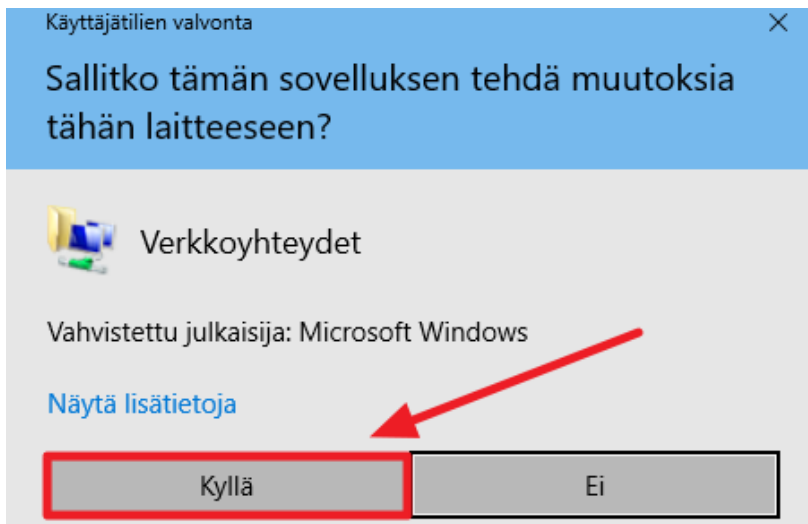 Käyttäjätilien valvonta
Sallitko tämän sovelluksen tehdä muutoksia
tähän laitteeseen?
Verkkoyhteydet
Vahvistettu julkaisija: Microsoft Windows
Näytä lisätietoja
Kyllä
Ei